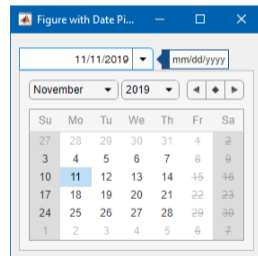 Figure with Date Pi...
11/11/2019
mm/dd/yyyy
November 2019
Su Mo Tu We Th Fr Sa
27 28 29 30 31 4 2
3 4 5 6 7 8 9
10 11 12 13 14 15 16
17 18 19 20 21 22 23
24 25 26 27 28 29 30
1 2 3 4 5 6 7